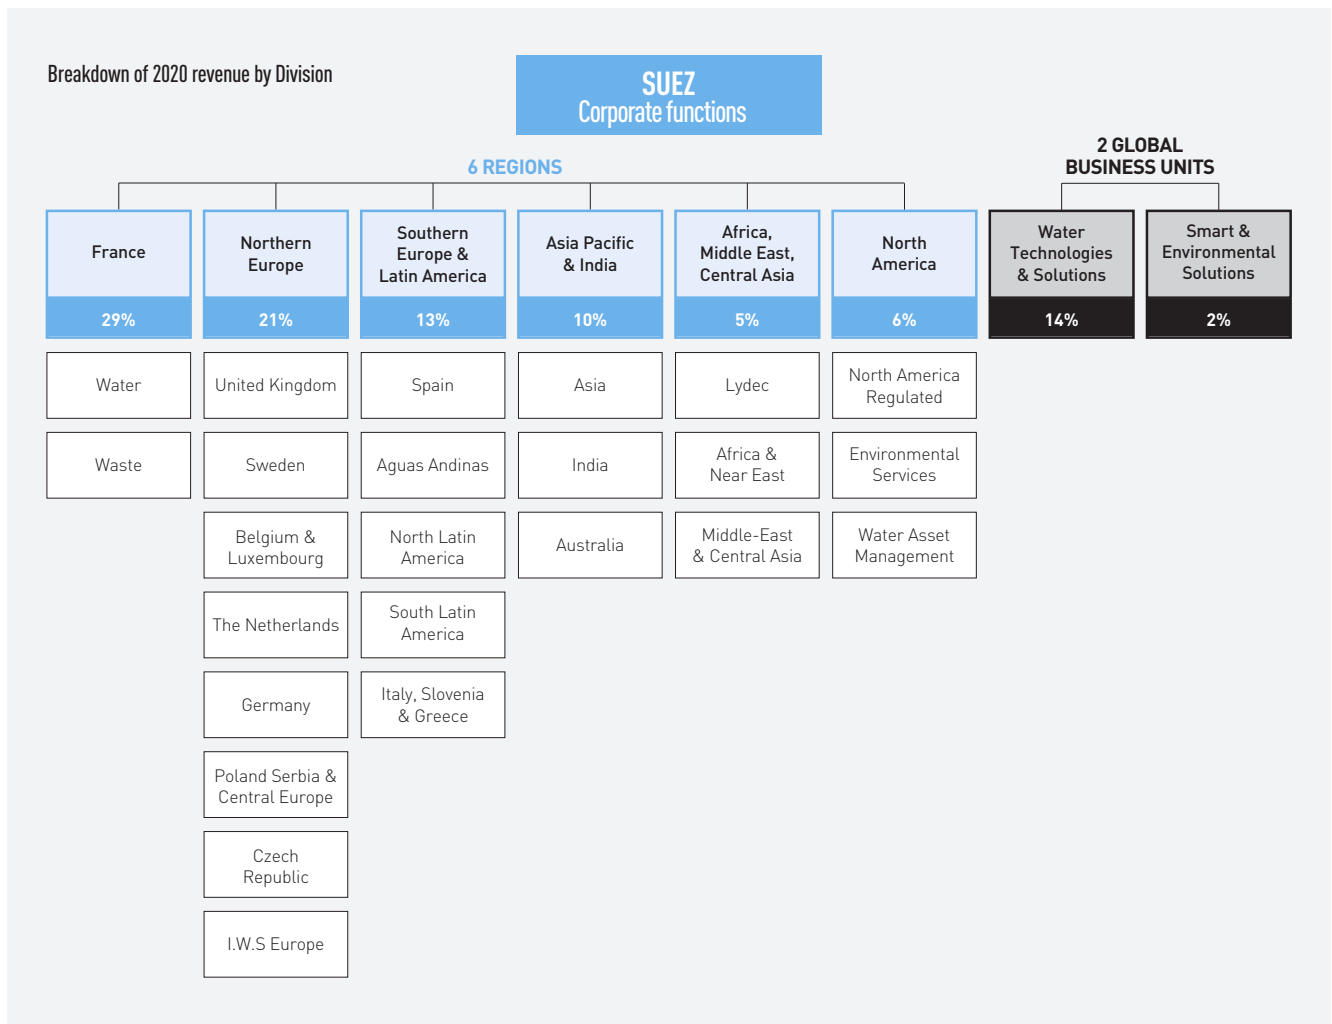 Breakdown of 2020 revenue by Division
SUEZ
Corporate functions
6 REGIONS
2 GLOBAL
BUSINESS UNITS
France
29%
Water
Waste
Northern
Europe
21%
United Kingdom
Sweden
Belgium &
Luxembourg
The Netherlands
Germany
Poland Serbia &
Central Europe
Czech
Republic
I.W.S Europe
Southern
Europe &
Latin America
13%
Spain
Aguas Andinas
North Latin
America
South Latin
America
Italy, Slovenia
& Greece
Asia Pacific
& India
10%
Asia
India
Australia
Africa,
Middle East,
Central Asia
5%
Lydec
Africa &
Near East
Middle-East
& Central Asia
North
America
6%
North America
Regulated
Environmental
Services
Water Asset
Management
Water
Technologies
& Solutions
14%
Smart &
Environmental
Solutions
2%